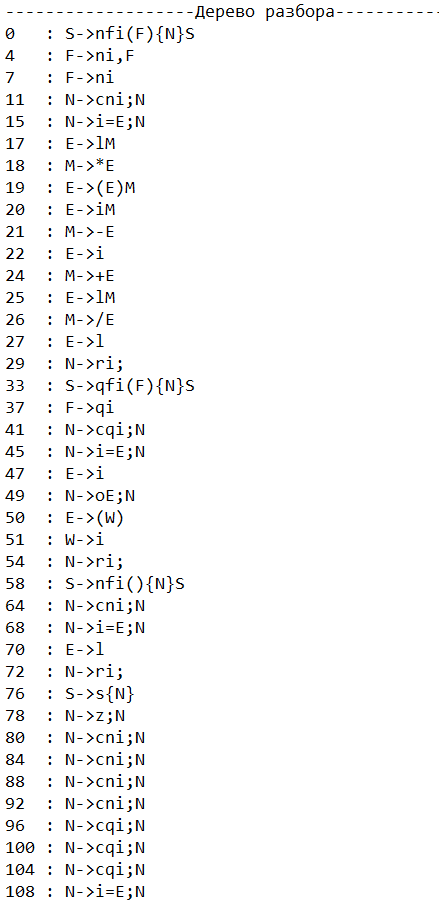 -------------------Дерево разбора-----------
0   : S->nfi(F){N}S
4   : F->ni,F
7   : F->ni
11  : N->cni;N
15  : N->i=E;N
17  : E->lM
18  : M->*E
19  : E->(E)M
20  : E->iM
21  : M->-E
22  : E->i
24  : M->+E
25  : E->lM
26  : M->/E
27  : E->l
29  : N->ri;
33  : S->qfi(F){N}S
37  : F->qi
41  : N->cqi;N
45  : N->i=E;N
47  : E->i
49  : N->oE;N
50  : E->(W)
51  : W->i
54  : N->ri;
58  : S->nfi(){N}S
64  : N->cni;N
68  : N->i=E;N
70  : E->l
72  : N->ri;
76  : S->s{N}
78  : N->z;N
80  : N->cni;N
84  : N->cni;N
88  : N->cni;N
92  : N->cni;N
96  : N->cqi;N
100 : N->cqi;N
104 : N->cqi;N
108 : N->i=E;N